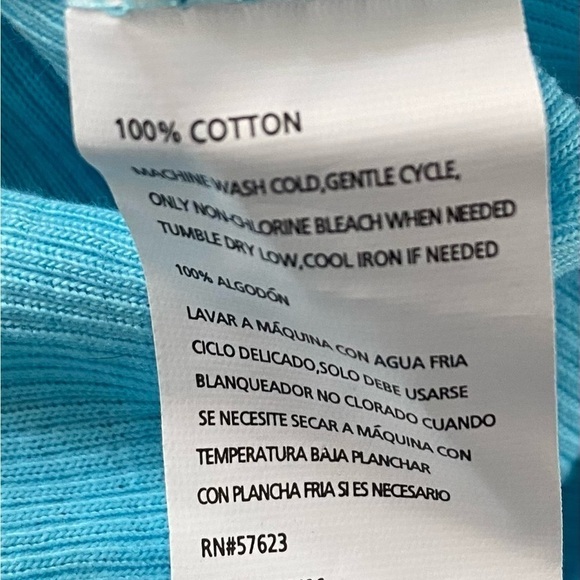 100% COTTON
MACHINE WASH COLD,GENTLE CYCLE,
ONLY NON-CHLORINE BLEACH WHEN NEEDED
TUMBLE DRY LOW,COOL IRON IF NEEDED
100% ALGODÓN
LAVAR A MÁQUINA CON AGUA FRIA
CICLO DELICADO,SOLO DEBE USARSE
BLANQUEADOR NO CLORADO CUANDO
SE NECESITE SECAR A MÁQUINA CON
TEMPERATURA BAJA PLANCHAR
CON PLANCHA FRIA SI ES NECESARIO
RN#57623